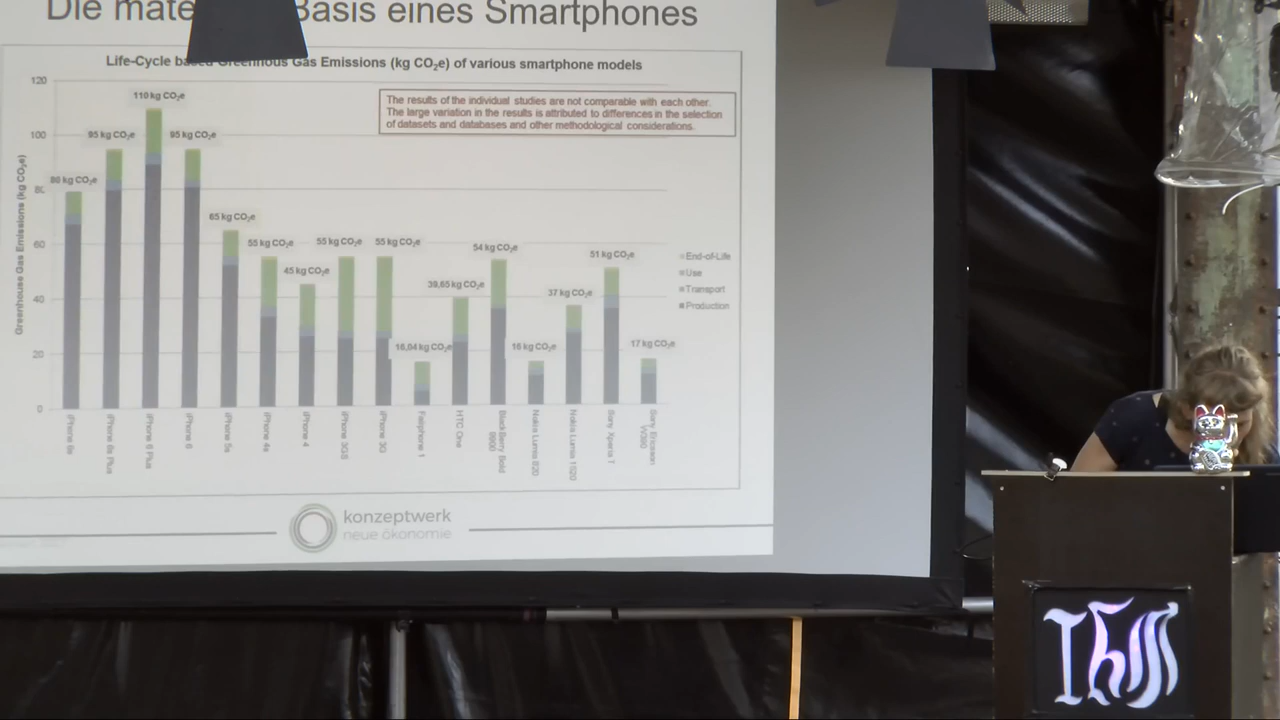 Die mate Basis eines Smartphones
Life-Cycle based Greenhous Gas Emissions (kg CO₂e) of various smartphone models
The results of the individual studies are not comparable with each other.
The large variation in the results is attributed to differences in the selection
of datasets and databases and other methodological considerations.
Greenhouse Gas Emissions (kg CO₂e)
120
100
80
60
40
20
0
80 kg CO₂e
95 kg CO₂e
110 kg CO₂e
95 kg CO₂e
65 kg CO₂e
55 kg CO₂e
45 kg CO₂e
55 kg CO₂e
55 kg CO₂e
16,04 kg CO₂e
39,65 kg CO₂e
54 kg CO₂e
16 kg CO₂e
37 kg CO₂e
51 kg CO₂e
17 kg CO₂e
End-of-Life
Use
Transport
Production
iPhone 6s
iPhone 6s Plus
iPhone 6 Plus
iPhone 6
iPhone 5s
iPhone 4s
iPhone 4
iPhone 3GS
iPhone 3G
Fairphone 1
HTC One
BlackBerry Bold
9900
Nokia Lumia 820
Nokia Lumia 1020
Sony Xperia T
Sony Ericsson
konzeptwerk
neue ökonomie